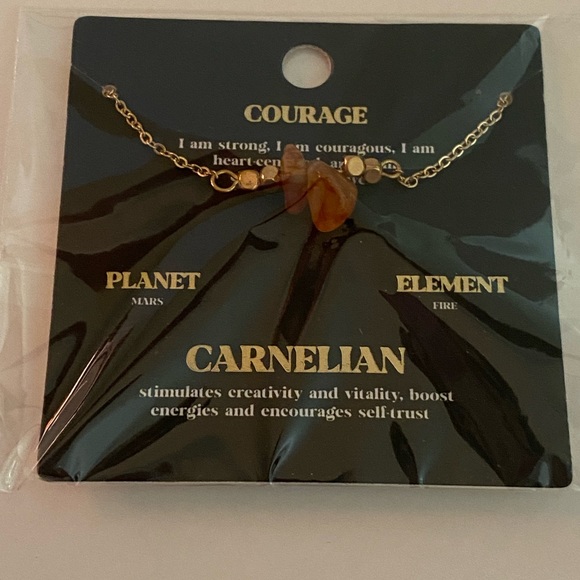 COURAGE
I am strong, I am couragous, I am
PLANET
MARS
ELEMENT
FIRE
CARNELIAN
stimulates creativity and vitality, boost
energies and encourages self-trust